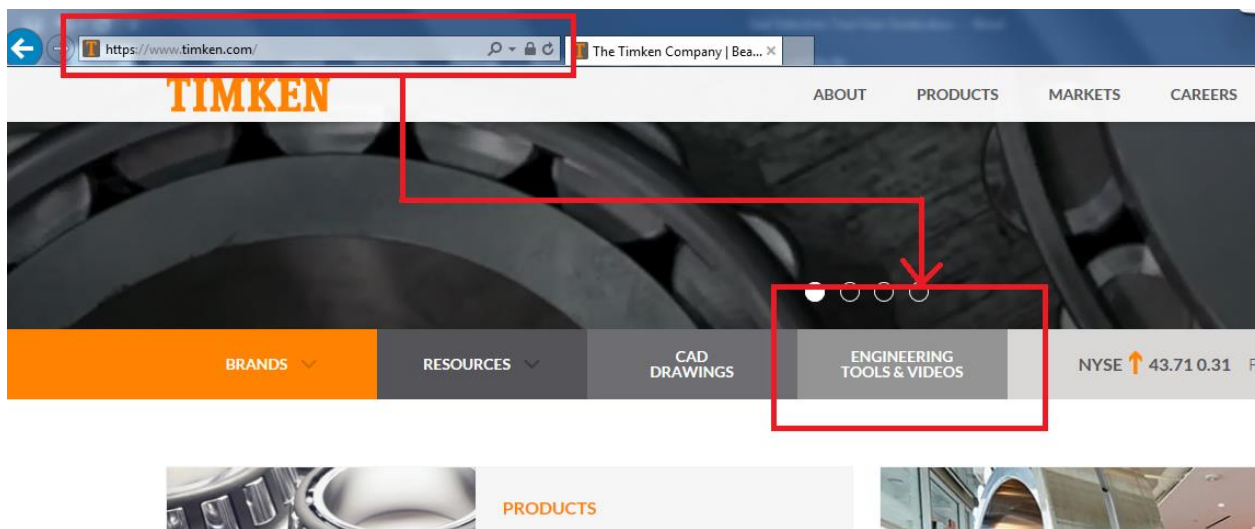 https://www.timken.com/
The Timken Company | Bea...
TIMKEN
ABOUT PRODUCTS MARKETS CAREERS
BRANDS RESOURCES CAD DRAWINGS ENGINEERING TOOLS & VIDEOS NYSE 43.71 0.31
PRODUCTS